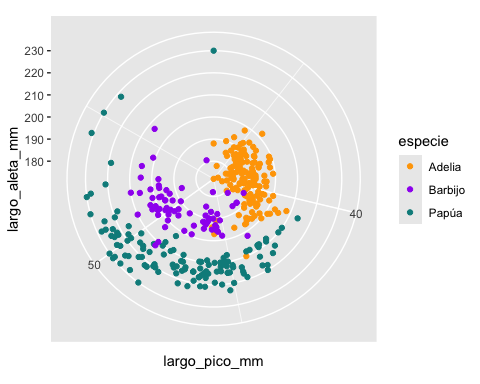 largo_aleta_mm
230
220
210
200
190
180
40
50
largo_pico_mm
especie
Adelia
Barbijo
Papúa